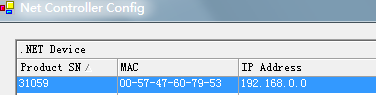 Net Controller Config
.NET Device
Product SN / MAC IP Address
31059 00-57-47-60-79-53 192.168.0.0